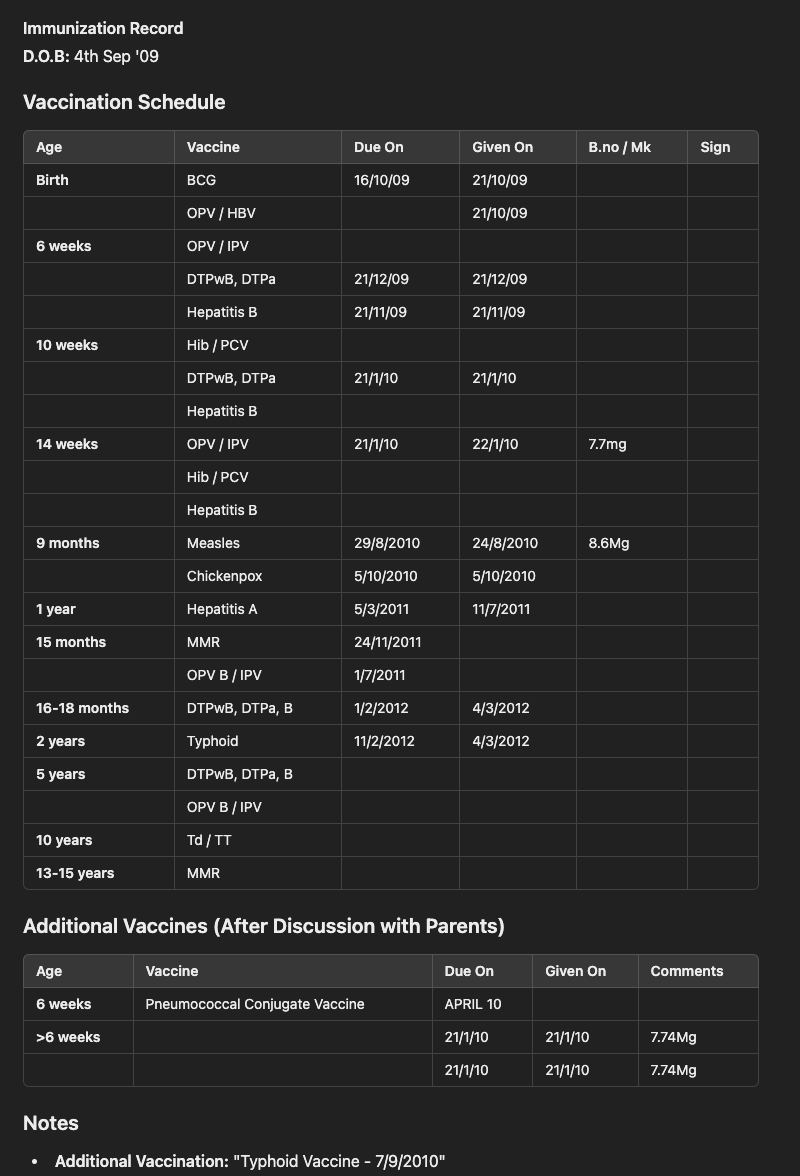 Immunization Record
D.O.B: 4th Sep '09
Vaccination Schedule
Age Vaccine Due On Given On B.no / Mk Sign
Birth BCG 16/10/09 21/10/09
OPV / HBV 21/10/09
6 weeks OPV / IPV
DTPwB, DTPa 21/12/09 21/12/09
Hepatitis B 21/11/09 21/11/09
10 weeks Hib / PCV
DTPwB, DTPa 21/1/10 21/1/10
Hepatitis B
14 weeks OPV / IPV 21/1/10 22/1/10 7.7mg
Hib / PCV
Hepatitis B
9 months Measles 29/8/2010 24/8/2010 8.6Mg
Chickenpox 5/10/2010 5/10/2010
1 year Hepatitis A 5/3/2011 11/7/2011
15 months MMR 24/11/2011
OPV B / IPV 1/7/2011
16-18 months DTPwB, DTPa, B 1/2/2012 4/3/2012
2 years Typhoid 11/2/2012 4/3/2012
5 years DTPwB, DTPa, B
OPV B / IPV
10 years Td / TT
13-15 years MMR
Additional Vaccines (After Discussion with Parents)
Age Vaccine Due On Given On Comments
6 weeks Pneumococcal Conjugate Vaccine APRIL 10
>6 weeks 21/1/10 21/1/10 7.74Mg
21/1/10 21/1/10 7.74Mg
Notes
• Additional Vaccination: "Typhoid Vaccine - 7/9/2010"